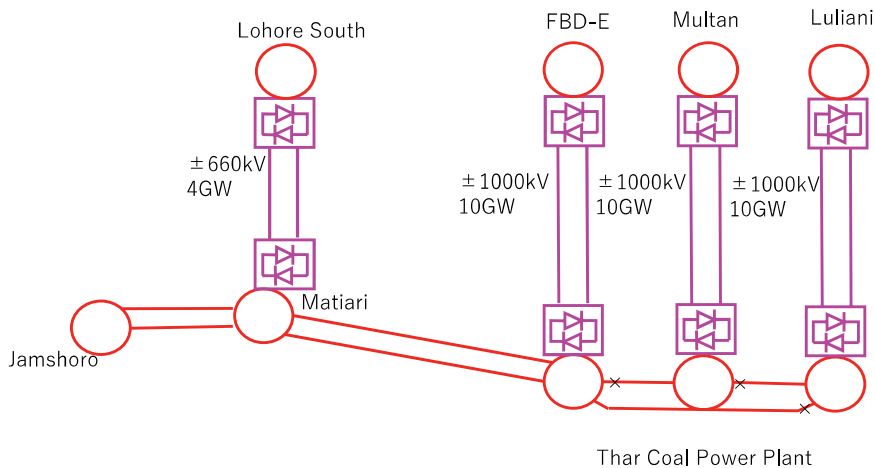 Lohore South
FBD-E
Multan
Luliani
±660kV
4GW
±1000kV
10GW
±1000kV
10GW
±1000kV
10GW
Matiari
Jamshoro
Thar Coal Power Plant